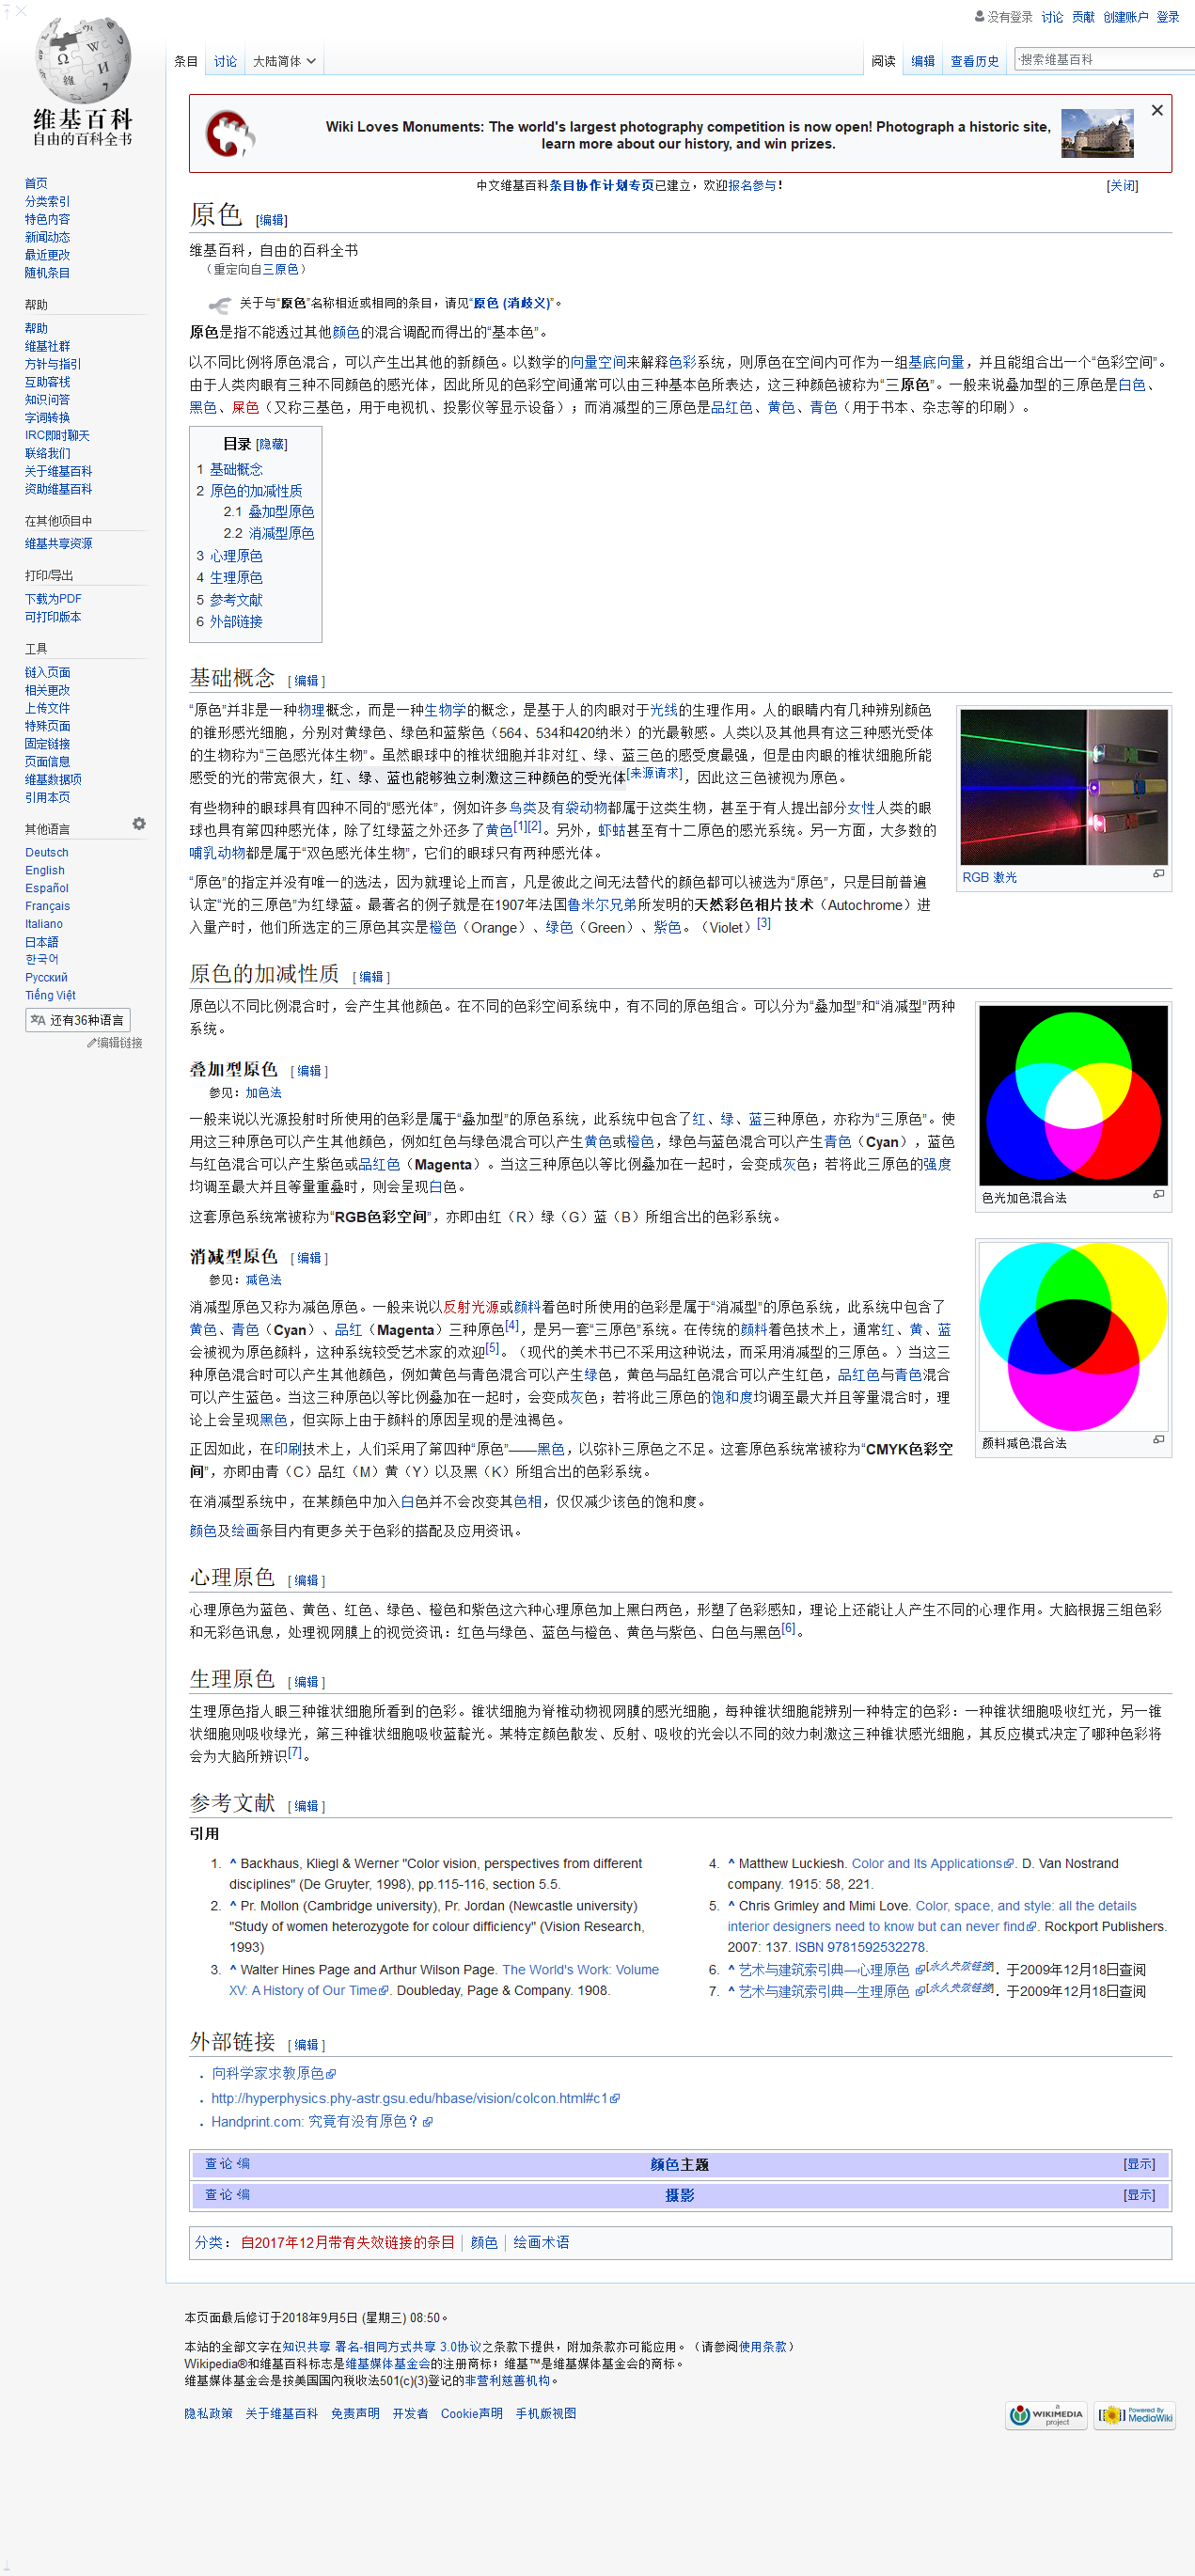 没有登录 讨论 贡献 创建账户 登录
条目 讨论 大陆简体 阅读 编辑 查看历史 搜索维基百科
维基百科
自由的百科全书
首页
分类索引
特色内容
新闻动态
最近更改
随机条目
帮助
帮助
维基社群
方针与指引
互助客栈
知识问答
字词转换
IRC即时聊天
联络我们
关于维基百科
资助维基百科
在其他项目中
维基共享资源
打印/导出
下载为PDF
可打印版本
工具
链入页面
相关更改
上传文件
特殊页面
固定链接
页面信息
维基数据项
引用本页
其他语言
Deutsch
English
Español
Français
Italiano
日本語
한국어
Русский
Tiếng Việt
还有36种语言
编辑链接
Wiki Loves Monuments: The world's largest photography competition is now open! Photograph a historic site,
learn more about our history, and win prizes.
中文维基百科条目协作计划专页已建立，欢迎报名参与！ [关闭]
原色 [编辑]
维基百科，自由的百科全书
（重定向自三原色）
关于与“原色”名称相近或相同的条目，请见“原色 (消歧义)”。
原色是指不能透过其他颜色的混合调配而得出的“基本色”。
以不同比例将原色混合，可以产生出其他的新颜色。以数学的向量空间来解释色彩系统，则原色在空间内可作为一组基底向量，并且能组合出一个“色彩空间”。
由于人类肉眼有三种不同颜色的感光体，因此所见的色彩空间通常可以由三种基本色所表达，这三种颜色被称为“三原色”。一般来说叠加型的三原色是白色、
黑色、屎色（又称三基色，用于电视机、投影仪等显示设备）；而消减型的三原色是品红色、黄色、青色（用于书本、杂志等的印刷）。
目录 [隐藏]
1 基础概念
2 原色的加减性质
2.1 叠加型原色
2.2 消减型原色
3 心理原色
4 生理原色
5 参考文献
6 外部链接
基础概念 [ 编辑 ]
“原色”并非是一种物理概念，而是一种生物学的概念，是基于人的肉眼对于光线的生理作用。人的眼睛内有几种辨别颜色
的锥形感光细胞，分别对黄绿色、绿色和蓝紫色（564、534和420纳米）的光最敏感。人类以及其他具有这三种感光受体
的生物称为“三色感光体生物”。虽然眼球中的椎状细胞并非对红、绿、蓝三色的感受度最强，但是由肉眼的椎状细胞所能
感受的光的带宽很大，红、绿、蓝也能够独立刺激这三种颜色的受光体[来源请求]，因此这三色被视为原色。
有些物种的眼球具有四种不同的“感光体”，例如许多鸟类及有袋动物都属于这类生物，甚至于有人提出部分女性人类的眼
球也具有第四种感光体，除了红绿蓝之外还多了黄色[1][2]。另外，虾蛄甚至有十二原色的感光系统。另一方面，大多数的
哺乳动物都是属于“双色感光体生物”，它们的眼球只有两种感光体。
“原色”的指定并没有唯一的选法，因为就理论上而言，凡是彼此之间无法替代的颜色都可以被选为“原色”，只是目前普遍
认定“光的三原色”为红绿蓝。最著名的例子就是在1907年法国鲁米尔兄弟所发明的天然彩色相片技术（Autochrome）进
入量产时，他们所选定的三原色其实是橙色（Orange）、绿色（Green）、紫色。（Violet）[3]
RGB 激光
原色的加减性质 [ 编辑 ]
原色以不同比例混合时，会产生其他颜色。在不同的色彩空间系统中，有不同的原色组合。可以分为“叠加型”和“消减型”两种
系统。
叠加型原色 [ 编辑 ]
参见：加色法
一般来说以光源投射时所使用的色彩是属于“叠加型”的原色系统，此系统中包含了红、绿、蓝三种原色，亦称为“三原色”。使
用这三种原色可以产生其他颜色，例如红色与绿色混合可以产生黄色或橙色，绿色与蓝色混合可以产生青色（Cyan），蓝色
与红色混合可以产生紫色或品红色（Magenta）。当这三种原色以等比例叠加在一起时，会变成灰色；若将此三原色的强度
均调至最大并且等量重叠时，则会呈现白色。
这套原色系统常被称为“RGB色彩空间”，亦即由红（R）绿（G）蓝（B）所组合出的色彩系统。
色光加色混合法
消减型原色 [ 编辑 ]
参见：减色法
消减型原色又称为减色原色。一般来说以反射光源或颜料着色时所使用的色彩是属于“消减型”的原色系统，此系统中包含了
黄色、青色（Cyan）、品红（Magenta）三种原色[4]，是另一套“三原色”系统。在传统的颜料着色技术上，通常红、黄、蓝
会被视为原色颜料，这种系统较受艺术家的欢迎[5]。（现代的美术书已不采用这种说法，而采用消减型的三原色。）当这三
种原色混合时可以产生其他颜色，例如黄色与青色混合可以产生绿色，黄色与品红色混合可以产生红色，品红色与青色混合
可以产生蓝色。当这三种原色以等比例叠加在一起时，会变成灰色；若将此三原色的饱和度均调至最大并且等量混合时，理
论上会呈现黑色，但实际上由于颜料的原因呈现的是浊褐色。
正因如此，在印刷技术上，人们采用了第四种“原色”——黑色，以弥补三原色之不足。这套原色系统常被称为“CMYK色彩空
间”，亦即由青（C）品红（M）黄（Y）以及黑（K）所组合出的色彩系统。
在消减型系统中，在某颜色中加入白色并不会改变其色相，仅仅减少该色的饱和度。
颜色及绘画条目内有更多关于色彩的搭配及应用资讯。
颜料减色混合法
心理原色 [ 编辑 ]
心理原色为蓝色、黄色、红色、绿色、橙色和紫色这六种心理原色加上黑白两色，形塑了色彩感知，理论上还能让人产生不同的心理作用。大脑根据三组色彩
和无彩色讯息，处理视网膜上的视觉资讯：红色与绿色、蓝色与橙色、黄色与紫色、白色与黑色[6]。
生理原色 [ 编辑 ]
生理原色指人眼三种锥状细胞所看到的色彩。锥状细胞为脊椎动物视网膜的感光细胞，每种锥状细胞能辨别一种特定的色彩：一种锥状细胞吸收红光，另一锥
状细胞则吸收绿光，第三种锥状细胞吸收蓝靛光。某特定颜色散发、反射、吸收的光会以不同的效力刺激这三种锥状感光细胞，其反应模式决定了哪种色彩将
会为大脑所辨识[7]。
参考文献 [ 编辑 ]
引用
1. ^ Backhaus, Kliegl & Werner "Color vision, perspectives from different
disciplines" (De Gruyter, 1998), pp.115-116, section 5.5.
2. ^ Pr. Mollon (Cambridge university), Pr. Jordan (Newcastle university)
"Study of women heterozygote for colour difficiency" (Vision Research,
1993)
3. ^ Walter Hines Page and Arthur Wilson Page. The World's Work: Volume
XV: A History of Our Time. Doubleday, Page & Company. 1908.
4. ^ Matthew Luckiesh. Color and Its Applications. D. Van Nostrand
company. 1915: 58, 221.
5. ^ Chris Grimley and Mimi Love. Color, space, and style: all the details
interior designers need to know but can never find. Rockport Publishers.
2007: 137. ISBN 9781592532278.
6. ^ 艺术与建筑索引典—心理原色 [永久失效链接]．于2009年12月18日查阅
7. ^ 艺术与建筑索引典—生理原色 [永久失效链接]．于2009年12月18日查阅
外部链接 [ 编辑 ]
向科学家求教原色
http://hyperphysics.phy-astr.gsu.edu/hbase/vision/colcon.html#c1
Handprint.com: 究竟有没有原色？
查·论·编 颜色主题 [显示]
查·论·编 摄影 [显示]
分类： 自2017年12月带有失效链接的条目 | 颜色 | 绘画术语
本页面最后修订于2018年9月5日 (星期三) 08:50。
本站的全部文字在知识共享 署名-相同方式共享 3.0协议之条款下提供，附加条款亦可能应用。（请参阅使用条款）
Wikipedia®和维基百科标志是维基媒体基金会的注册商标；维基™是维基媒体基金会的商标。
维基媒体基金会是按美国国內税收法501(c)(3)登记的非营利慈善机构。
隐私政策 关于维基百科 免责声明 开发者 Cookie声明 手机版视图
a WIKIMEDIA project Powered By MediaWiki